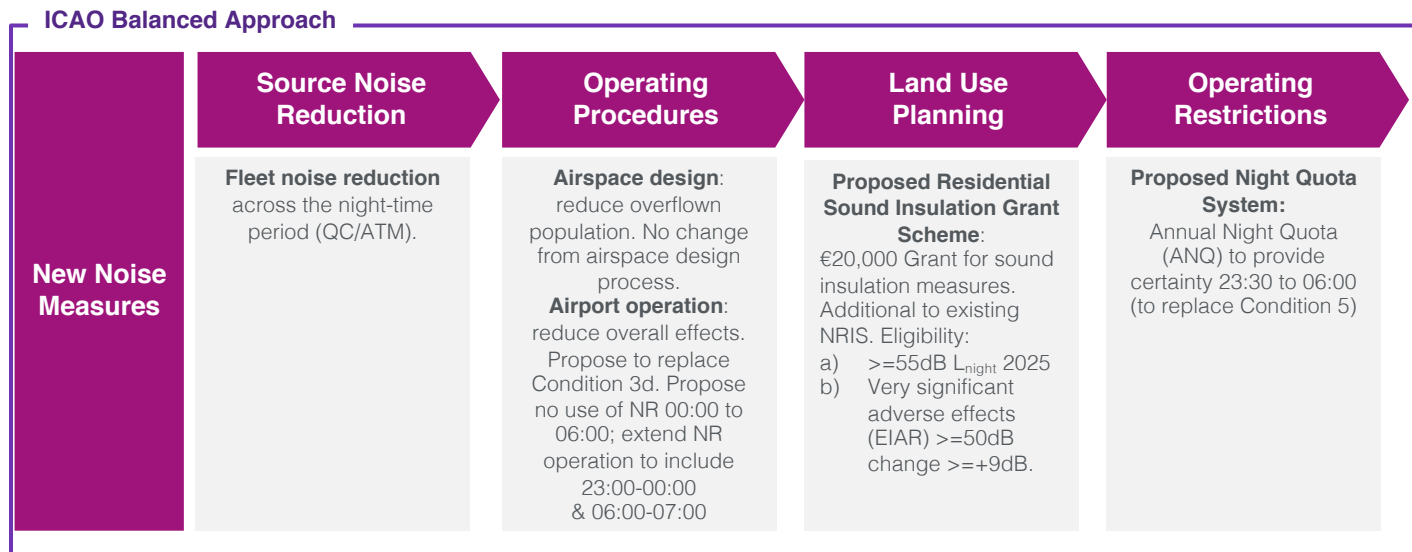 ICAO Balanced Approach
New Noise
Measures
Source Noise
Reduction
Fleet noise reduction
across the night-time
period (QC/ATM).
Operating
Procedures
Airspace design:
reduce overflown
population. No change
from airspace design
process.
Airport operation:
reduce overall effects.
Propose to replace
Condition 3d. Propose
no use of NR 00:00 to
06:00; extend NR
operation to include
23:00-00:00
& 06:00-07:00
Land Use
Planning
Proposed Residential
Sound Insulation Grant
Scheme:
€20,000 Grant for sound
insulation measures.
Additional to existing
NRIS. Eligibility:
a) >=55dB Lnight 2025
b) Very significant
adverse effects
(EIAR) >=50dB
change >=+9dB.
Operating
Restrictions
Proposed Night Quota
System:
Annual Night Quota
(ANQ) to provide
certainty 23:30 to 06:00
(to replace Condition 5)